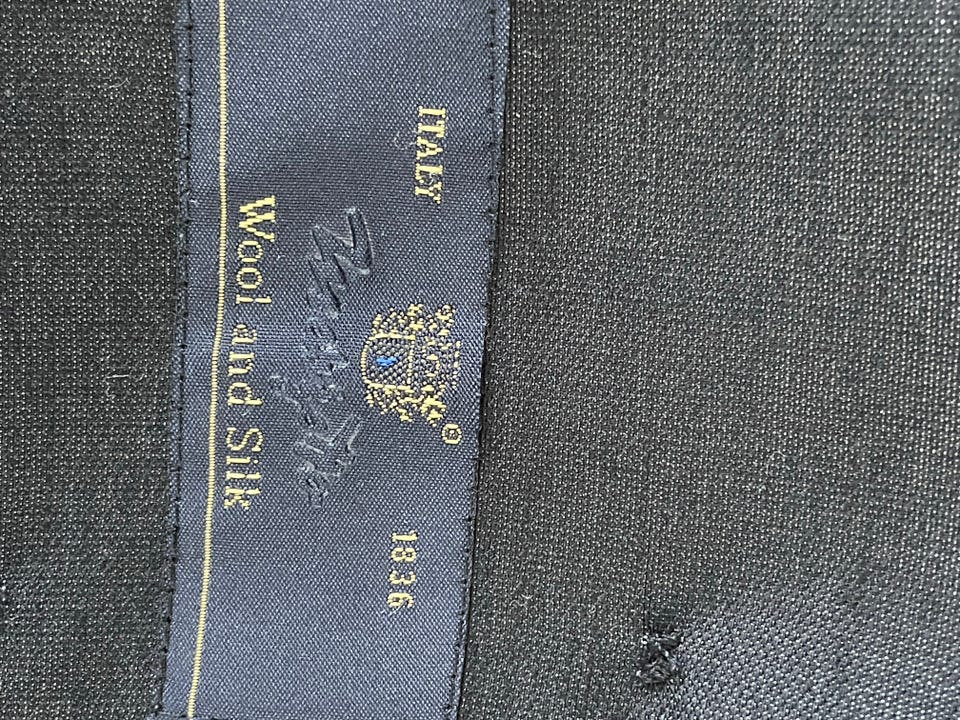 ITALY © 1836
Wool and Silk